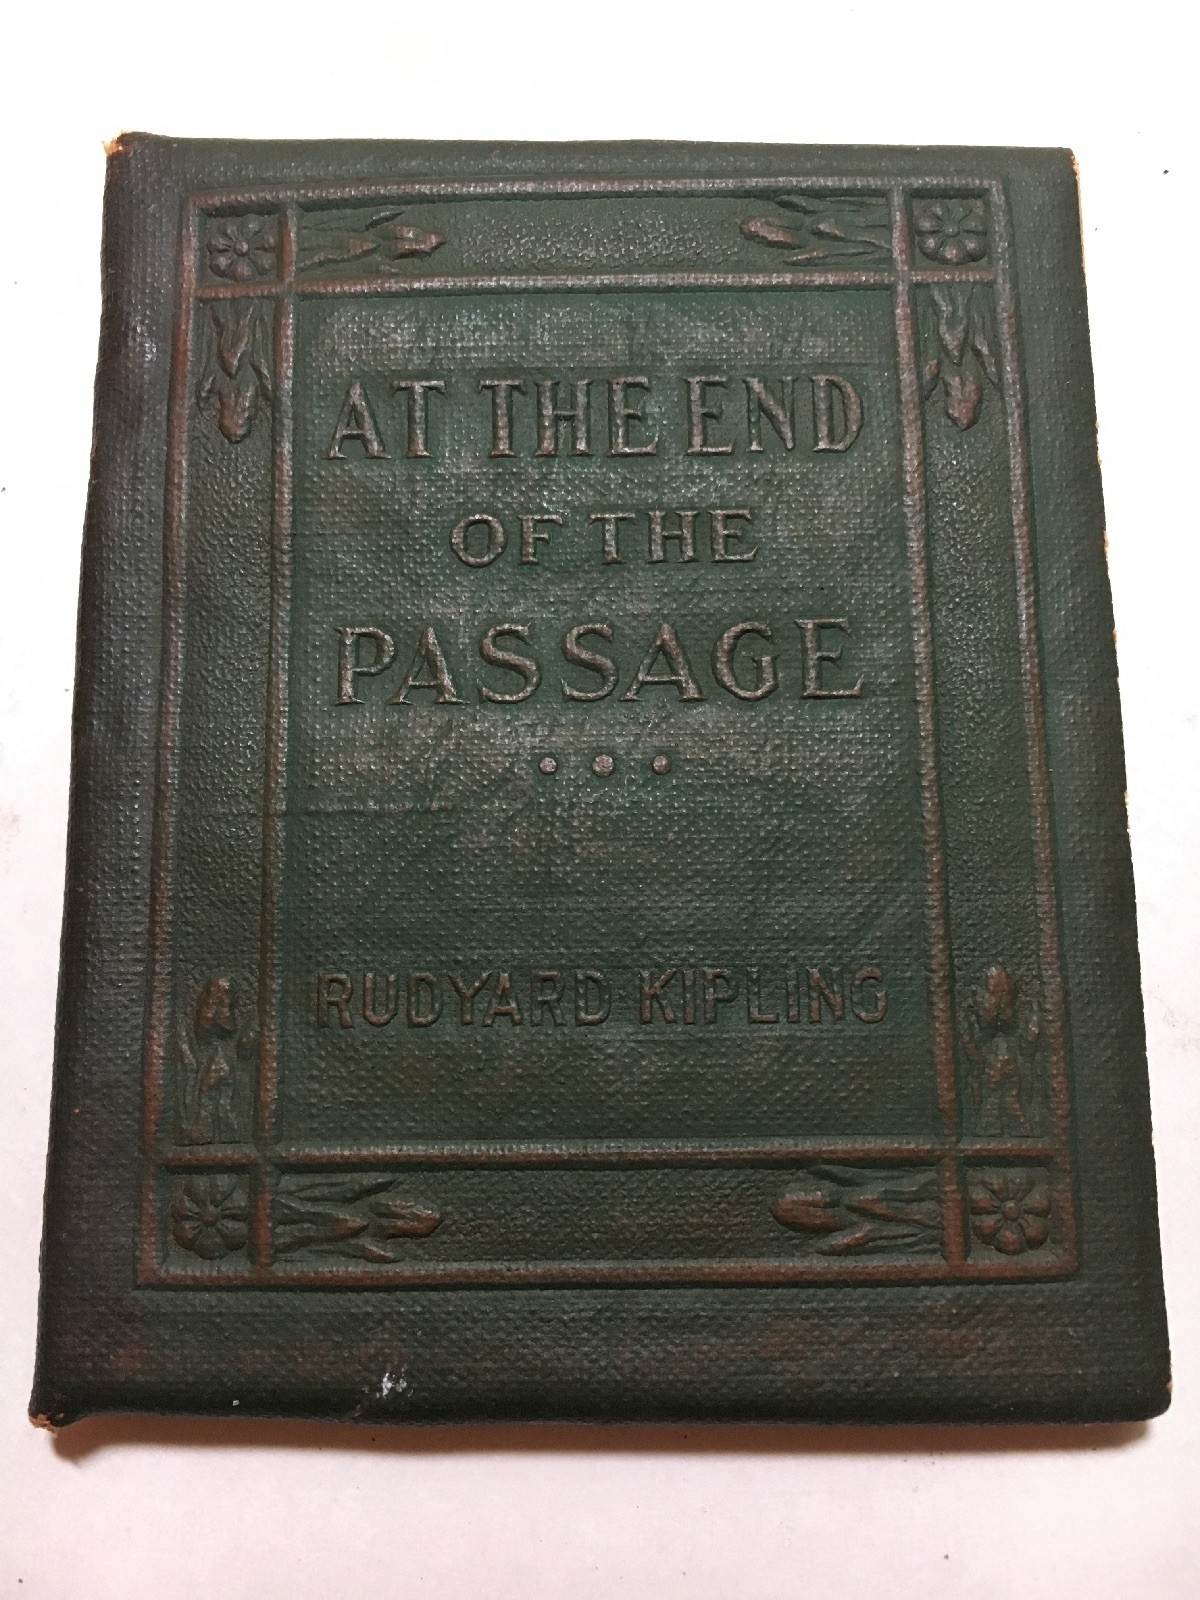 AT THE END
OF THE
PASSAGE
• • •
RUDYARD KIPLING